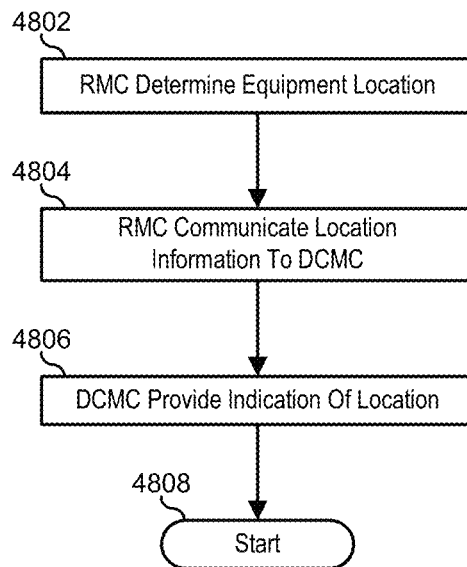 4802
RMC Determine Equipment Location
4804
RMC Communicate Location
Information To DCMC
4806
DCMC Provide Indication Of Location
4808
Start